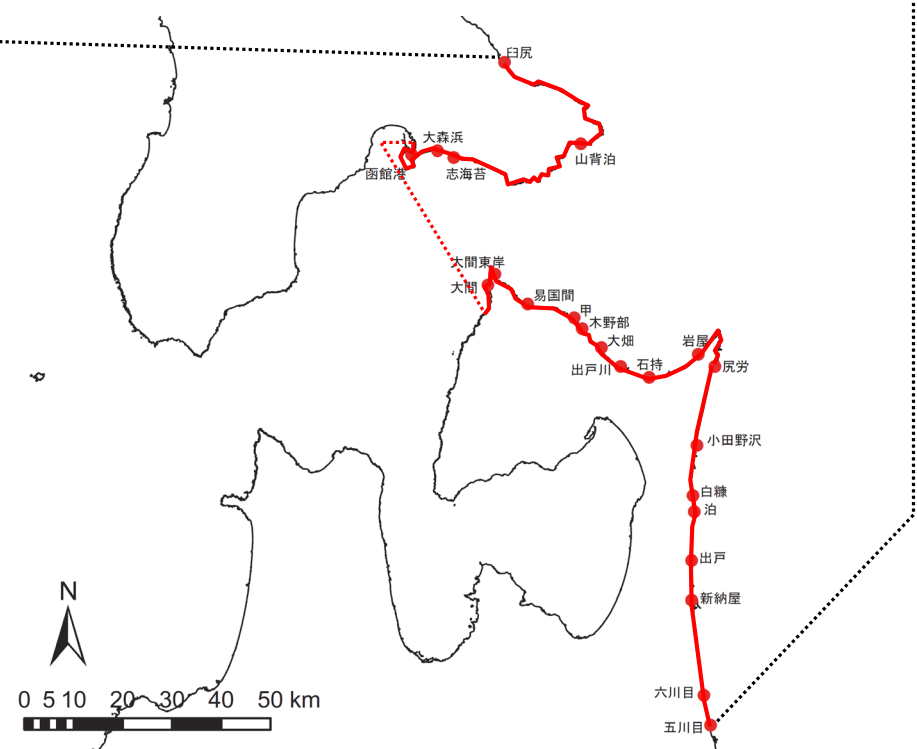 臼尻
大森浜
山背泊
函館港
志海苔
大間東岸
大間
易国間
甲
木野部
大畑
岩屋
出戸川
石持
尻労
小田野沢
白糠
泊
出戸
新納屋
N
六川目
0 5 10 20 30 40 50 km
五川目